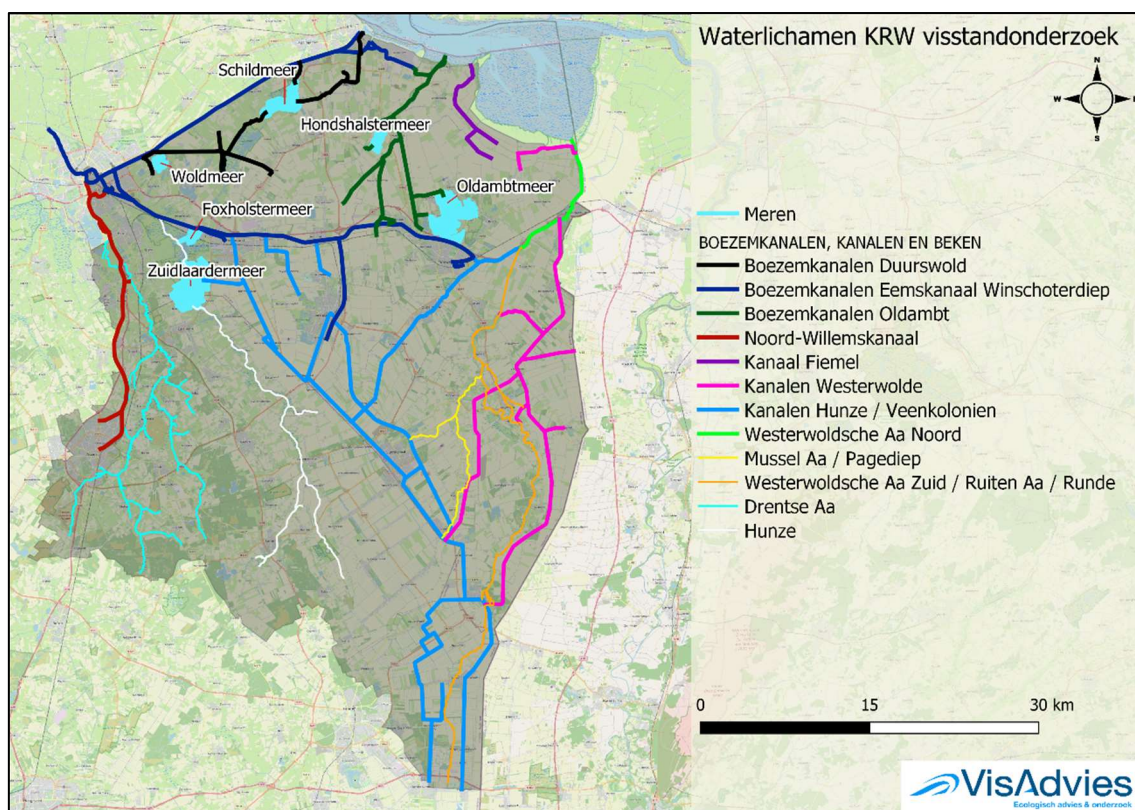 Waterlichamen KRW visstandonderzoek
N
W
E
S
Schildmeer
Hondshalstermeer
Woldmeer
Oldambtmeer
Foxholstermeer
Zuidlaardermeer
Meren
BOEZEMKANALEN, KANALEN EN BEKEN
Boezemkanalen Duurswold
Boezemkanalen Eemskanaal Winschoterdiep
Boezemkanalen Oldambt
Noord-Willemskanaal
Kanaal Fiemel
Kanalen Westerwolde
Kanalen Hunze / Veenkolonien
Westerwoldsche Aa Noord
Mussel Aa / Pagediep
Westerwoldsche Aa Zuid / Ruiten Aa / Runde
Drentse Aa
Hunze
0 15 30 km
VisAdvies
Ecologisch advies & onderzoek